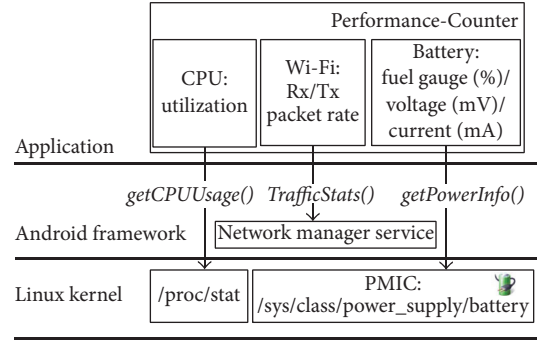 Performance-Counter
CPU:
utilization
Wi-Fi:
Rx/Tx
packet rate
Battery:
fuel gauge (%)/
voltage (mV)/
current (mA)
Application
getCPUUsage()
TrafficStats()
getPowerInfo()
Android framework
Network manager service
Linux kernel
/proc/stat
PMIC:
/sys/class/power_supply/battery